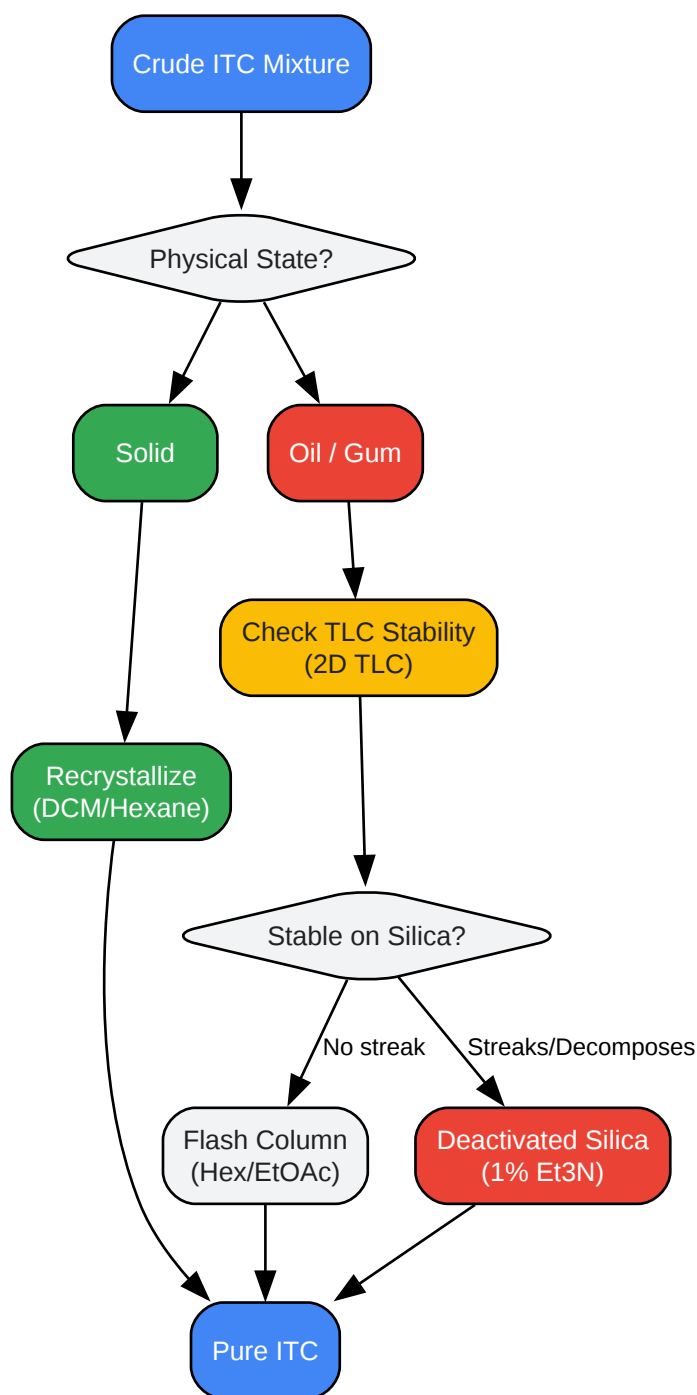 Crude ITC Mixture
Physical State?
Solid
Oil / Gum
Check TLC Stability
(2D TLC)
Recrystallize
(DCM/Hexane)
Stable on Silica?
No streak
Streaks/Decomposes
Flash Column
(Hex/EtOAc)
Deactivated Silica
(1% Et3N)
Pure ITC